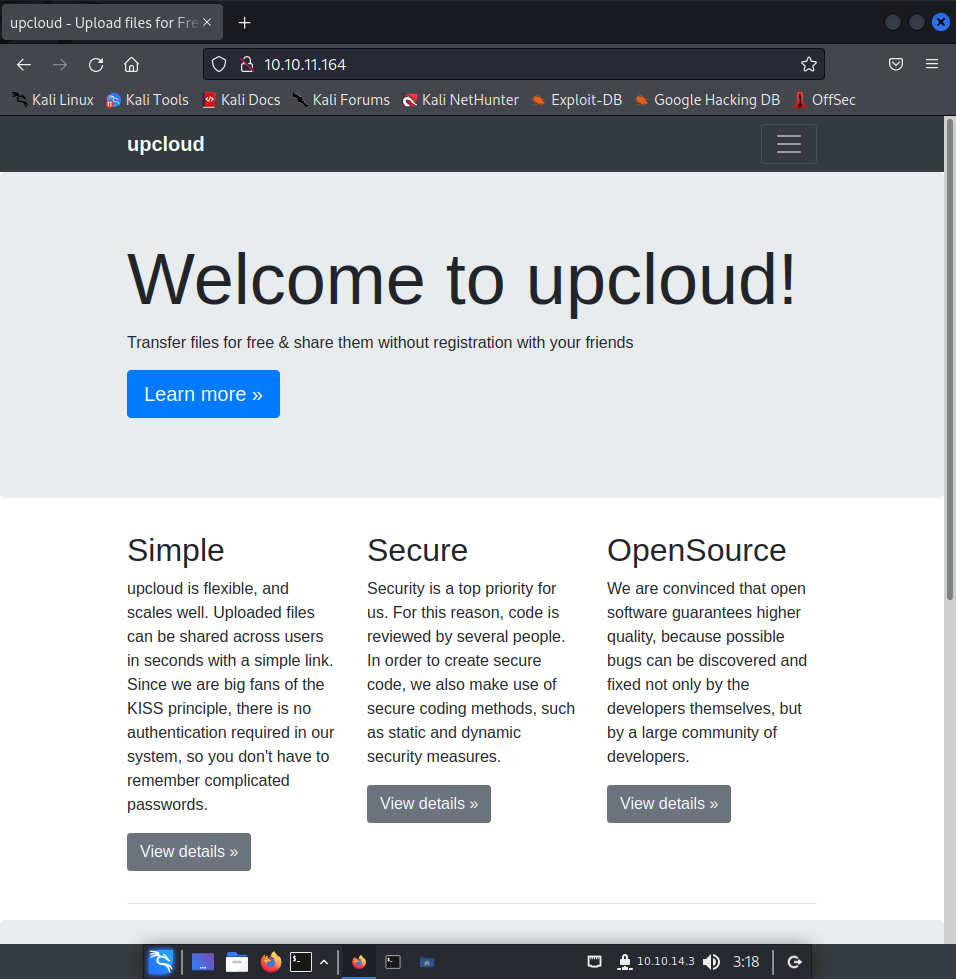 upcloud - Upload files for Fre
10.10.11.164
Kali Linux Kali Tools Kali Docs Kali Forums Kali NetHunter Exploit-DB Google Hacking DB OffSec
upcloud
Welcome to upcloud!
Transfer files for free & share them without registration with your friends
Learn more »
Simple
upcloud is flexible, and
scales well. Uploaded files
can be shared across users
in seconds with a simple link.
Since we are big fans of the
KISS principle, there is no
authentication required in our
system, so you don't have to
remember complicated
passwords.
View details »
Secure
Security is a top priority for
us. For this reason, code is
reviewed by several people.
In order to create secure
code, we also make use of
secure coding methods, such
as static and dynamic
security measures.
View details »
OpenSource
We are convinced that open
software guarantees higher
quality, because possible
bugs can be discovered and
fixed not only by the
developers themselves, but
by a large community of
developers.
View details »
10.10.14.3 3:18